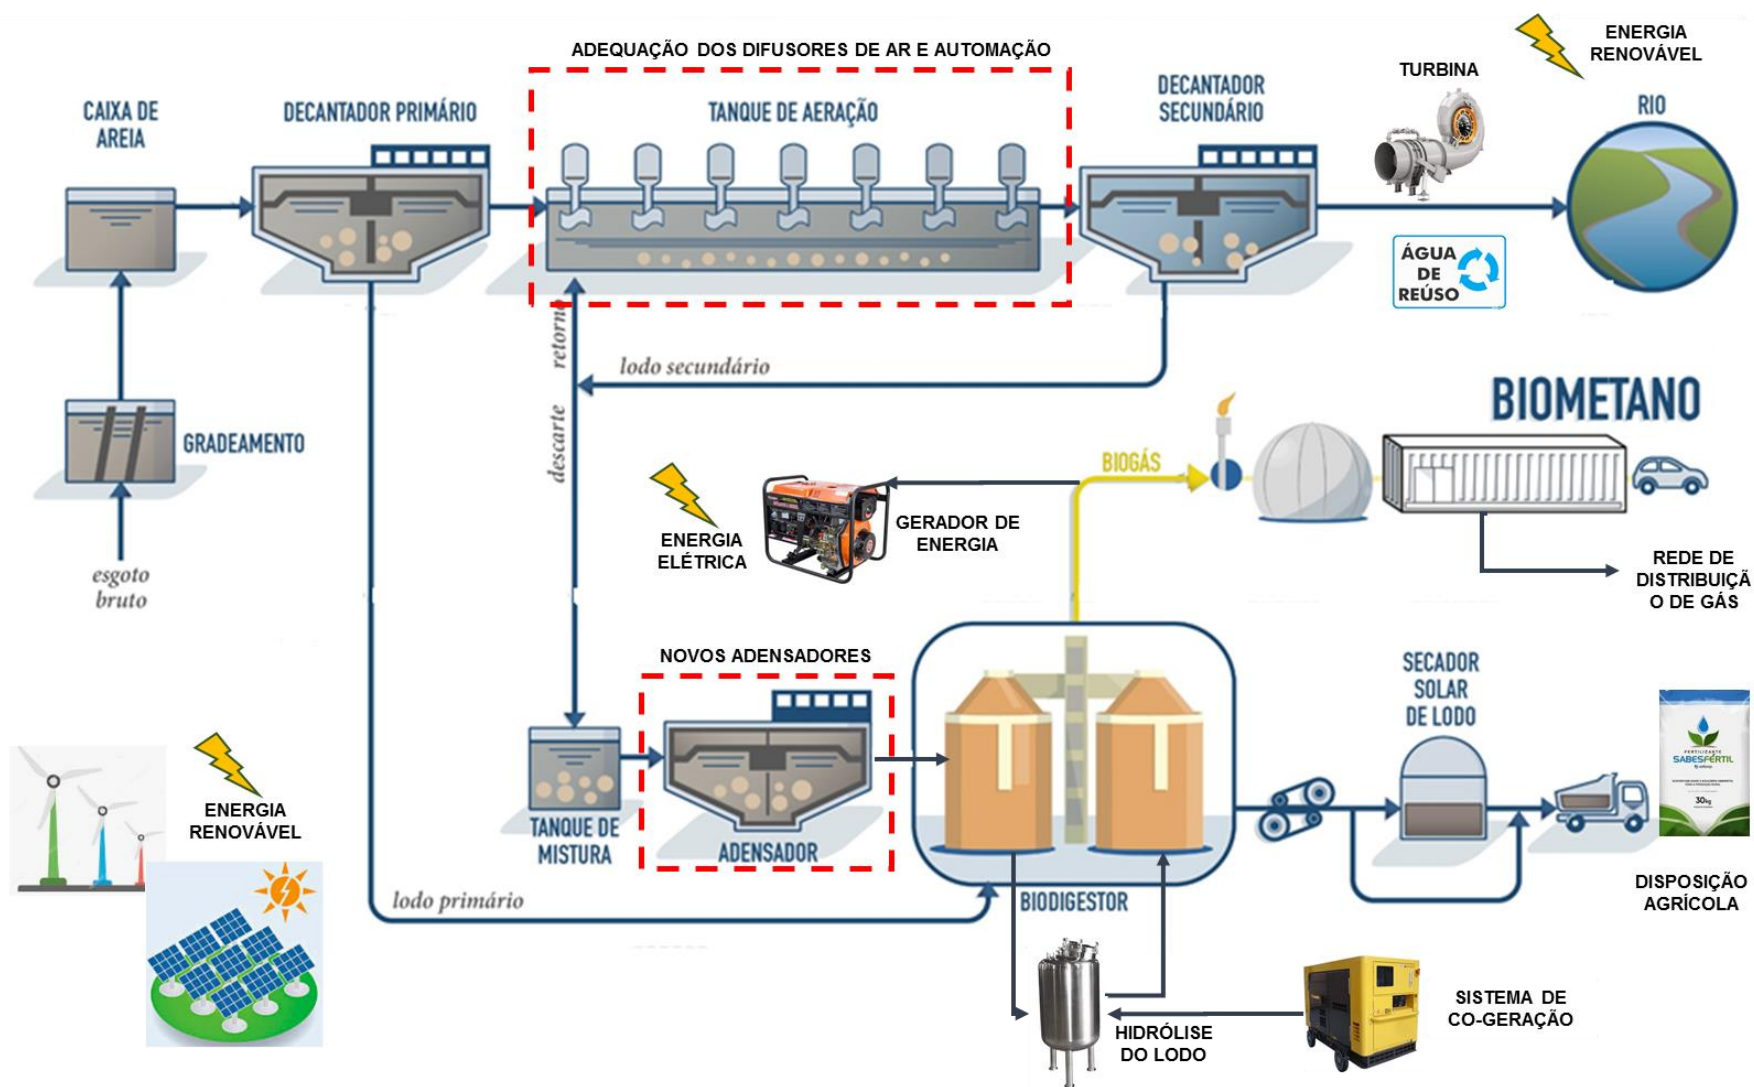 ADEQUAÇÃO DOS DIFUSORES DE AR E AUTOMAÇÃO
ENERGIA
RENOVÁVEL
TURBINA
CAIXA DE
AREIA
DECANTADOR PRIMÁRIO
TANQUE DE AERAÇÃO
DECANTADOR
SECUNDÁRIO
RIO
ÁGUA
DE
REÚSO
retorno
lodo secundário
descarte
GRADEAMENTO
esgoto
bruto
BIOMETANO
BIOGÁS
GERADOR DE
ENERGIA
ENERGIA
ELÉTRICA
REDE DE
DISTRIBUIÇÃ
O DE GÁS
NOVOS ADENSADORES
SECADOR
SOLAR
DE LODO
FERTILIZANTE
SABESFÉRTIL
30kg
ENERGIA
RENOVÁVEL
TANQUE DE
MISTURA
ADENSADOR
lodo primário
BIODIGESTOR
DISPOSIÇÃO
AGRÍCOLA
HIDRÓLISE
DO LODO
SISTEMA DE
CO-GERAÇÃO